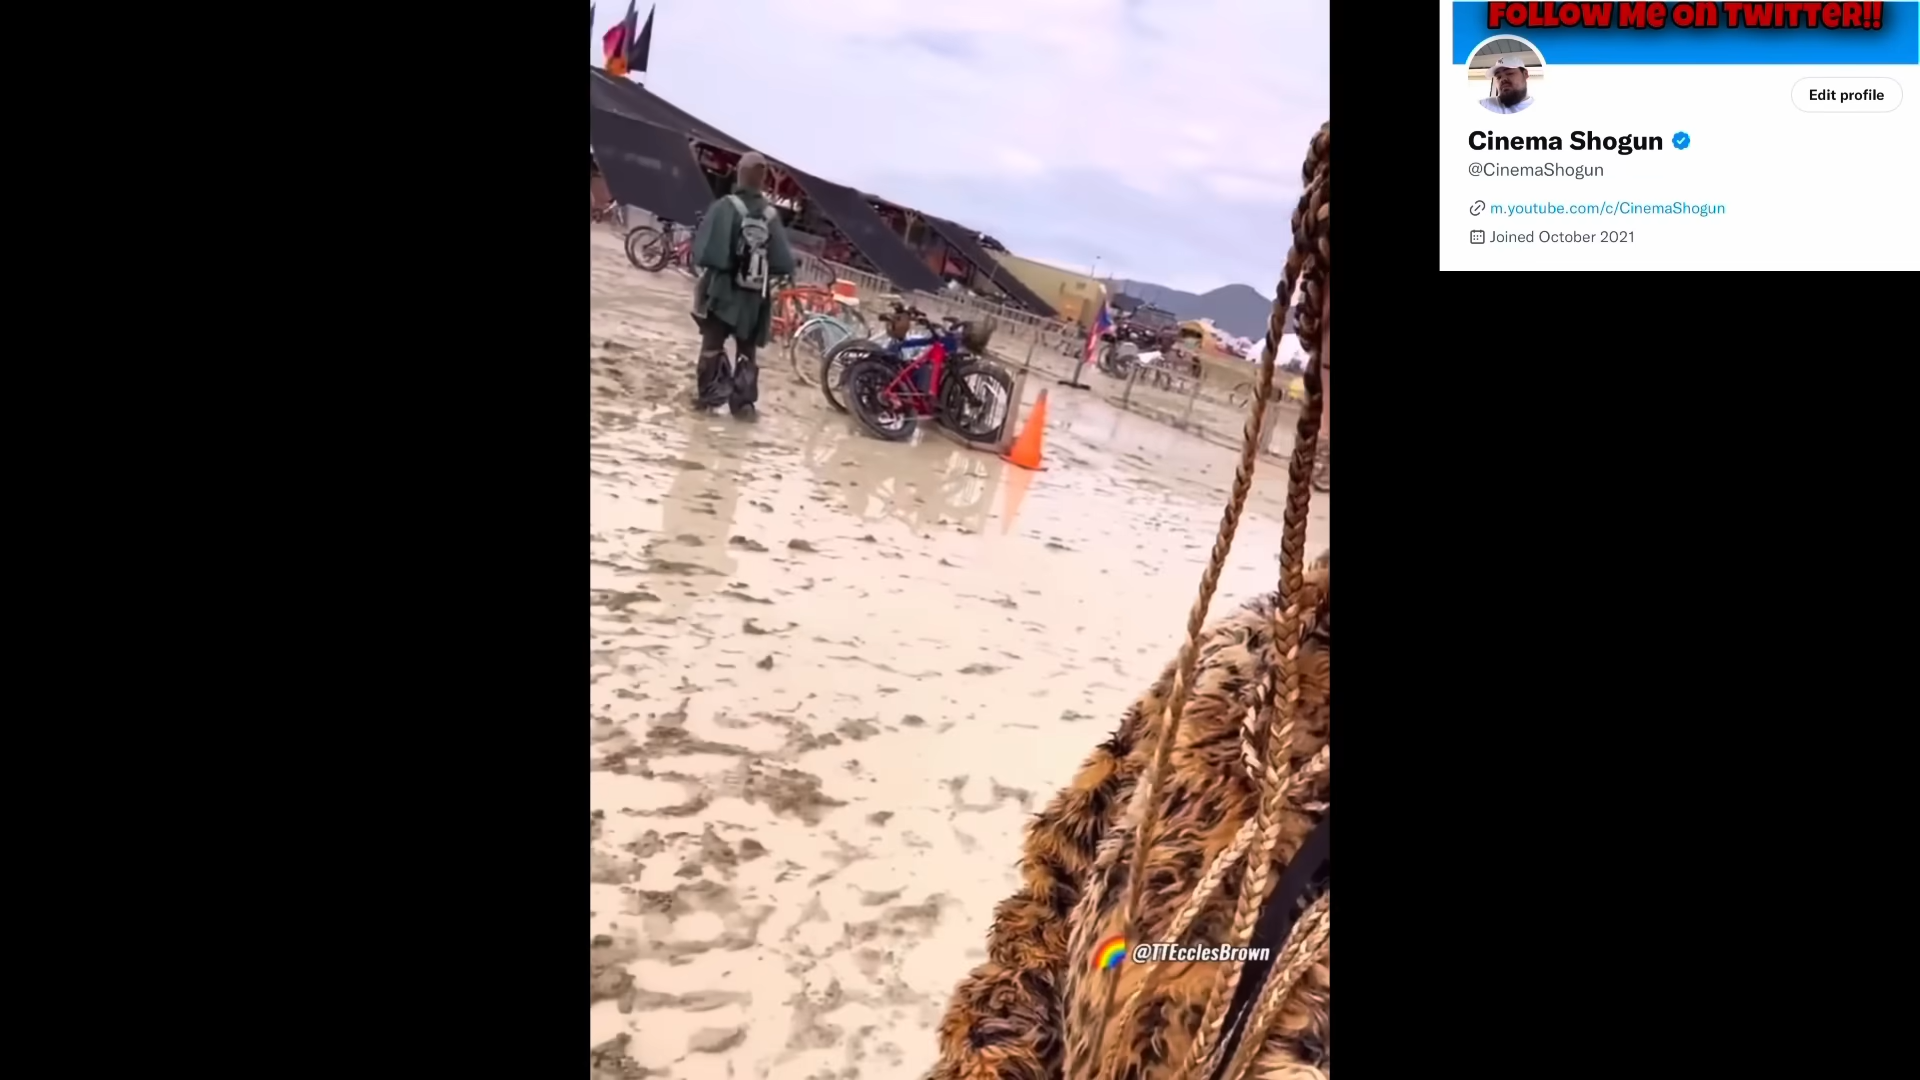 FOLLOW ME ON TWITTER!!
Edit profile
Cinema Shogun
@CinemaShogun
m.youtube.com/c/CinemaShogun
Joined October 2021
@TTEcclesBrown